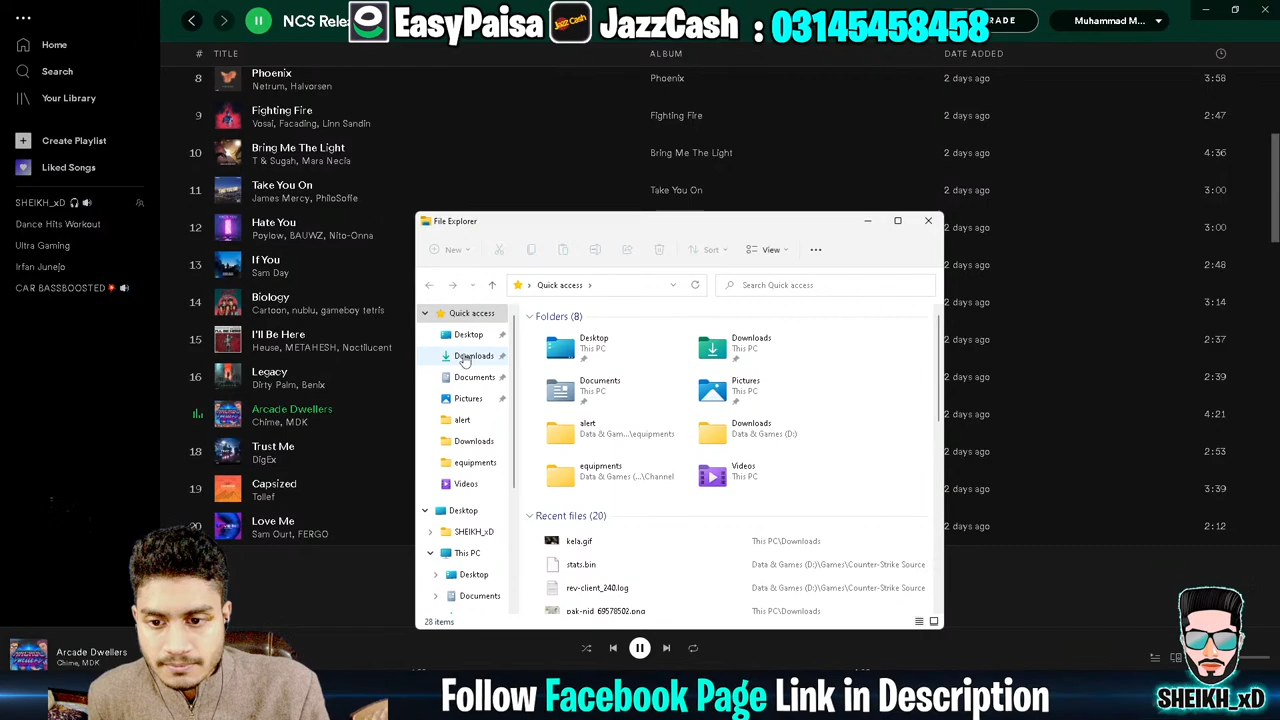 EasyPaisa JazzCash : 03145458458
NCS Rele
RADE
Muhammad M...
Home
Search
Your Library
Create Playlist
Liked Songs
SHEIKH_xD
Dance Hits Workout
Ultra Gaming
Irfan Junejo
CAR BASSBOOSTED
# TITLE ALBUM DATE ADDED
8 Phoenix Phoenix 2 days ago 3:58
Netrum, Halvorsen
9 Fighting Fire Fighting Fire 2 days ago 2:47
Vosai, Facading, Linn Sandin
10 Bring Me The Light Bring Me The Light 2 days ago 4:36
T & Sugah, Mara Necia
11 Take You On Take You On 2 days ago 3:00
James Mercy, PhiloSofie
12 Hate You 2 days ago 3:00
Poylow, BAUWZ, Nito-Onna
13 If You 2 days ago 2:48
Sam Day
14 Biology 2 days ago 3:14
Cartoon, nublu, gameboy tetris
15 I'll Be Here 2 days ago 2:39
Heuse, METAHESH, Noctilucent
16 Legacy 2 days ago 2:39
Dirty Palm, Benix
Arcade Dwellers 2 days ago 4:21
Chime, MDK
18 Trust Me 2 days ago 2:53
DigEx
19 Capsized 2 days ago 3:39
Tollef
20 Love Me 2 days ago 2:12
Sam Ourt, FERGO
File Explorer
New Sort View
Quick access
Search Quick access
Quick access
Desktop
Downloads
Documents
Pictures
alert
Downloads
equipments
Videos
Desktop
SHEIKH_xD
This PC
Desktop
Documents
Folders (8)
Desktop
This PC
Downloads
This PC
Documents
This PC
Pictures
This PC
alert
Data & Gam...\equipments
Downloads
Data & Games (D:)
equipments
Data & Games (...\Channel
Videos
This PC
Recent files (20)
kela.gif This PC\Downloads
stats.bin Data & Games (D:)\Games\Counter-Strike Source
rev-client_240.log Data & Games (D:)\Games\Counter-Strike Source
pak-nid_69578502.png This PC\Downloads
28 items
Arcade Dwellers
Chime, MDK
Follow Facebook Page Link in Description
SHEIKH_xD